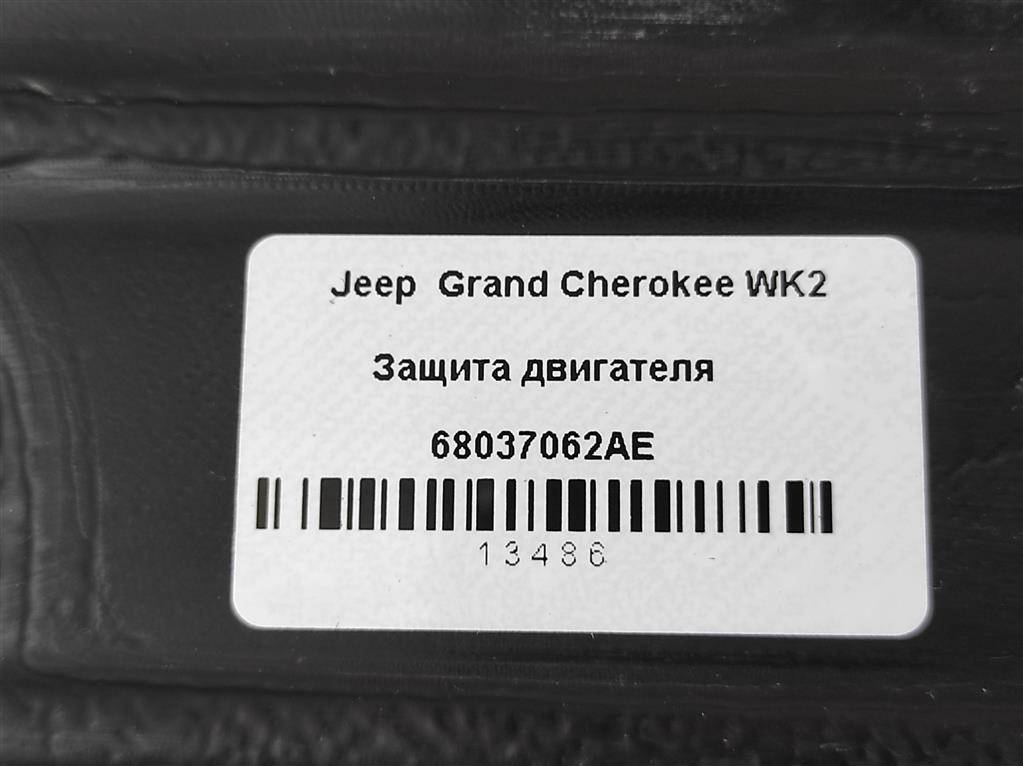 Jeep Grand Cherokee WK2
Защита двигателя
68037062AE
13486